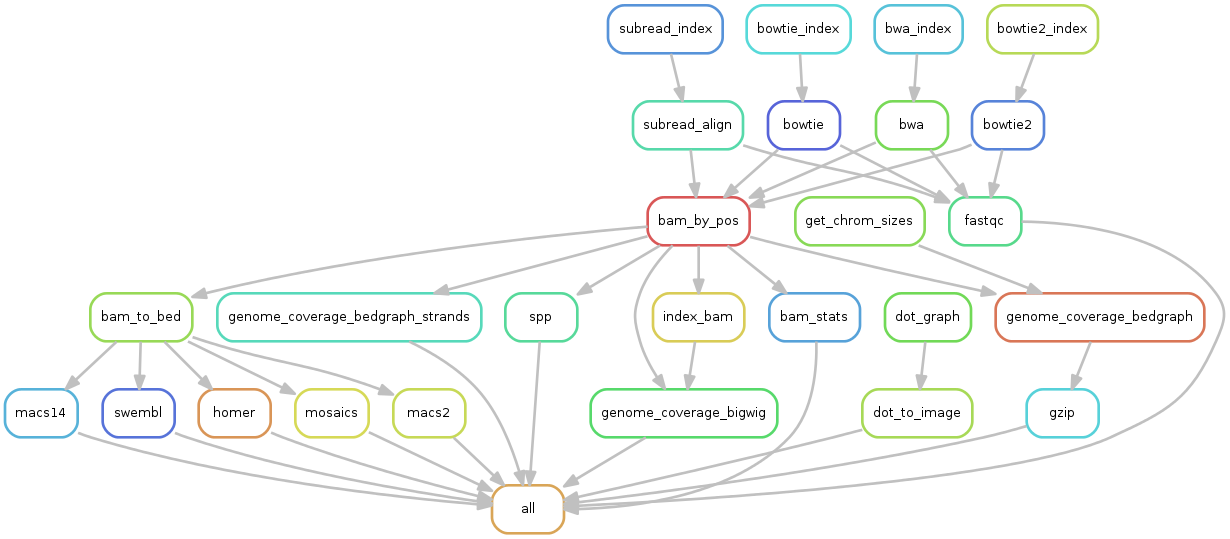 subread_index
bowtie_index
bwa_index
bowtie2_index
subread_align
bowtie
bwa
bowtie2
bam_by_pos
get_chrom_sizes
fastqc
bam_to_bed
genome_coverage_bedgraph_strands
spp
index_bam
bam_stats
dot_graph
genome_coverage_bedgraph
macs14
swembl
homer
mosaics
macs2
genome_coverage_bigwig
dot_to_image
gzip
all